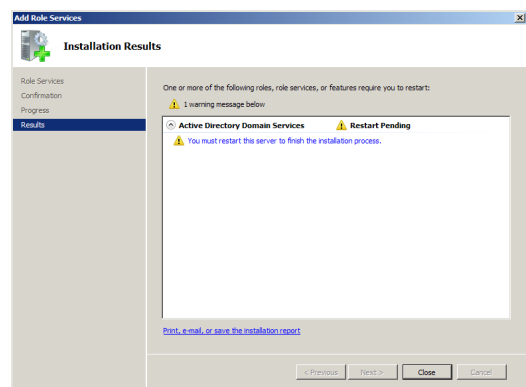 Add Role Services
Installation Results
Role Services
Confirmation
Progress
Results
One or more of the following roles, role services, or features require you to restart:
1 warning message below
Active Directory Domain Services Restart Pending
You must restart this server to finish the installation process.
Print, e-mail, or save the installation report
< Previous Next > Close Cancel